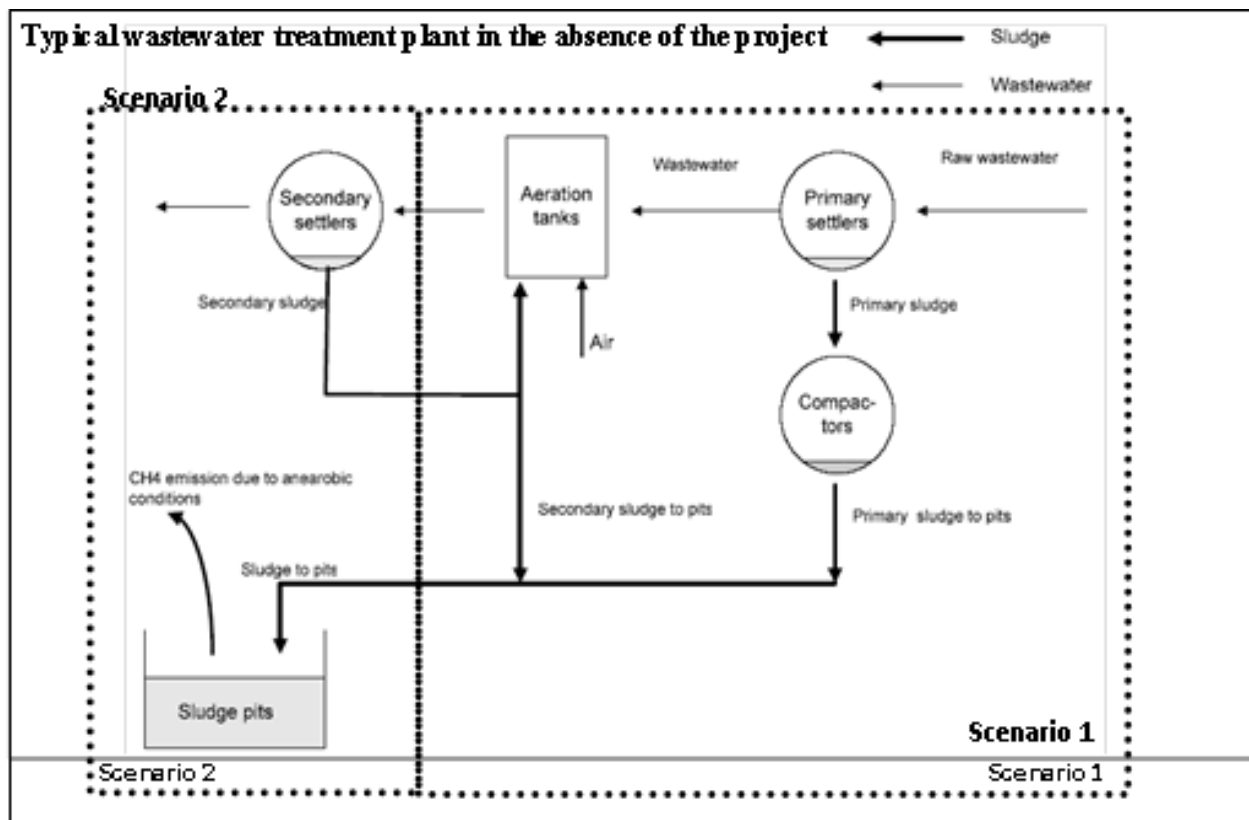 Typical wastewater treatment plant in the absence of the project
Sludge
Wastewater
Scenario 2
Secondary
settlers
Aeration
tanks
Wastewater
Primary
settlers
Raw wastewater
Secondary sludge
Air
Primary sludge
Compac-
tors
CH4 emission due to anearobic
conditions
Secondary sludge to pits
Primary sludge to pits
Sludge to pits
Sludge pits
Scenario 1
Scenario 2
Scenario 1